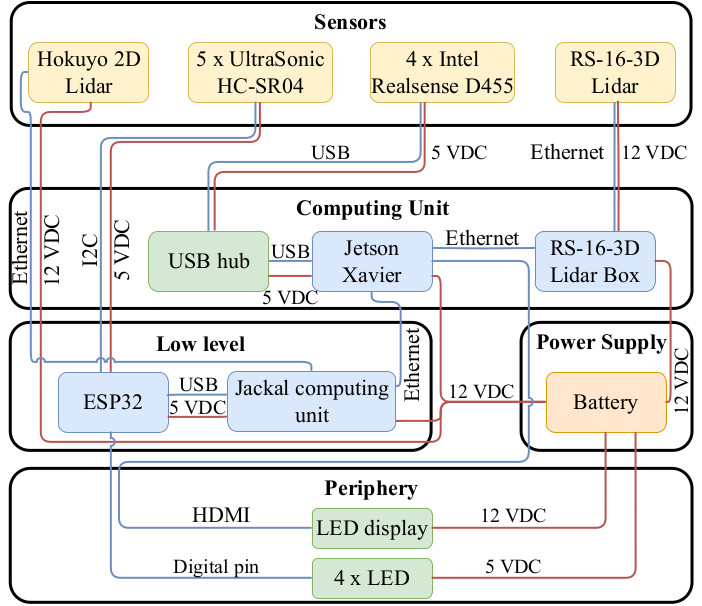 Sensors
Hokuyo 2D
Lidar
5 x UltraSonic
HC-SR04
4 x Intel
Realsense D455
RS-16-3D
Lidar
USB
5 VDC
Ethernet
12 VDC
Ethernet
12 VDC
I2C
5 VDC
Computing Unit
USB hub
USB
5 VDC
Jetson
Xavier
Ethernet
RS-16-3D
Lidar Box
Low level
ESP32
USB
5 VDC
Jackal computing
unit
Ethernet
12 VDC
Power Supply
Battery
12 VDC
Periphery
HDMI
LED display
12 VDC
Digital pin
4 x LED
5 VDC